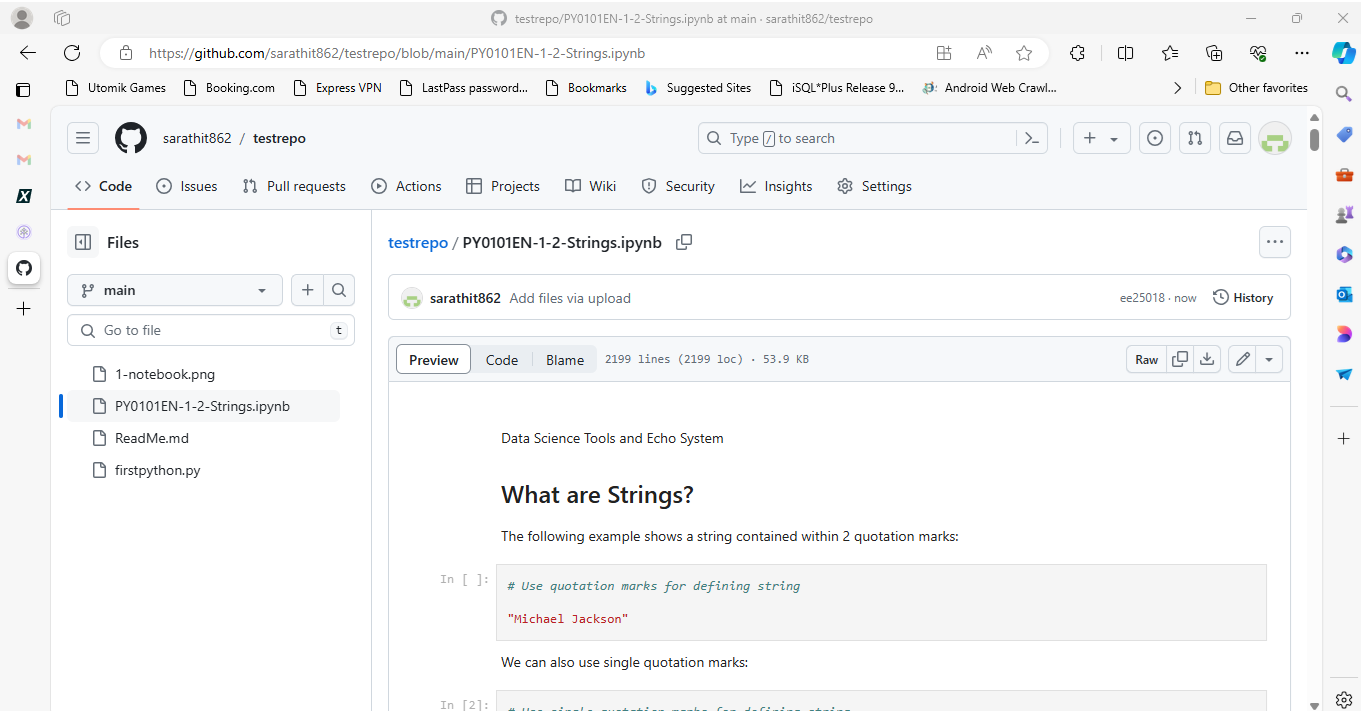 testrepo/PY0101EN-1-2-Strings.ipynb at main · sarathit862/testrepo
https://github.com/sarathit862/testrepo/blob/main/PY0101EN-1-2-Strings.ipynb
Utomik Games Booking.com Express VPN LastPass password... Bookmarks Suggested Sites iSQL*Plus Release 9... Android Web Crawl... Other favorites
sarathit862 / testrepo
Type / to search
Code Issues Pull requests Actions Projects Wiki Security Insights Settings
Files
main
Go to file t
1-notebook.png
PY0101EN-1-2-Strings.ipynb
ReadMe.md
firstpython.py
testrepo / PY0101EN-1-2-Strings.ipynb
sarathit862 Add files via upload ee25018 · now History
Preview Code Blame 2199 lines (2199 loc) · 53.9 KB Raw
Data Science Tools and Echo System
What are Strings?
The following example shows a string contained within 2 quotation marks:
In [ ]: # Use quotation marks for defining string
"Michael Jackson"
We can also use single quotation marks:
In [2]: # Use single quotation marks for defining string